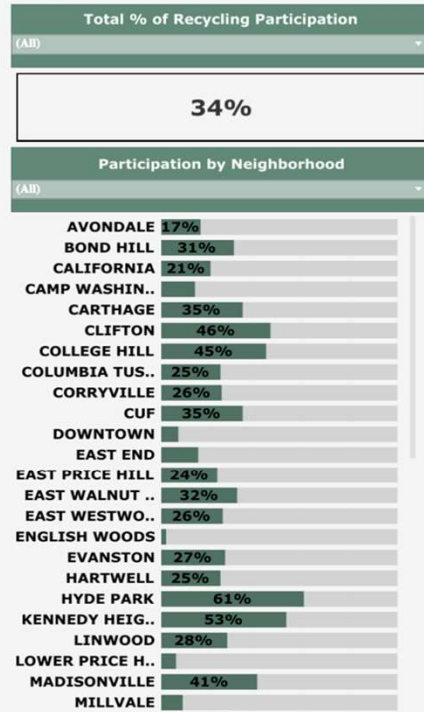 Total % of Recycling Participation
(All)
34%
Participation by Neighborhood
(All)
AVONDALE 17%
BOND HILL 31%
CALIFORNIA 21%
CAMP WASHIN..
CARTHAGE 35%
CLIFTON 46%
COLLEGE HILL 45%
COLUMBIA TUS.. 25%
CORRYVILLE 26%
CUF 35%
DOWNTOWN
EAST END
EAST PRICE HILL 24%
EAST WALNUT .. 32%
EAST WESTWO.. 26%
ENGLISH WOODS
EVANSTON 27%
HARTWELL 25%
HYDE PARK 61%
KENNEDY HEIG.. 53%
LINWOOD 28%
LOWER PRICE H..
MADISONVILLE 41%
MILLVALE